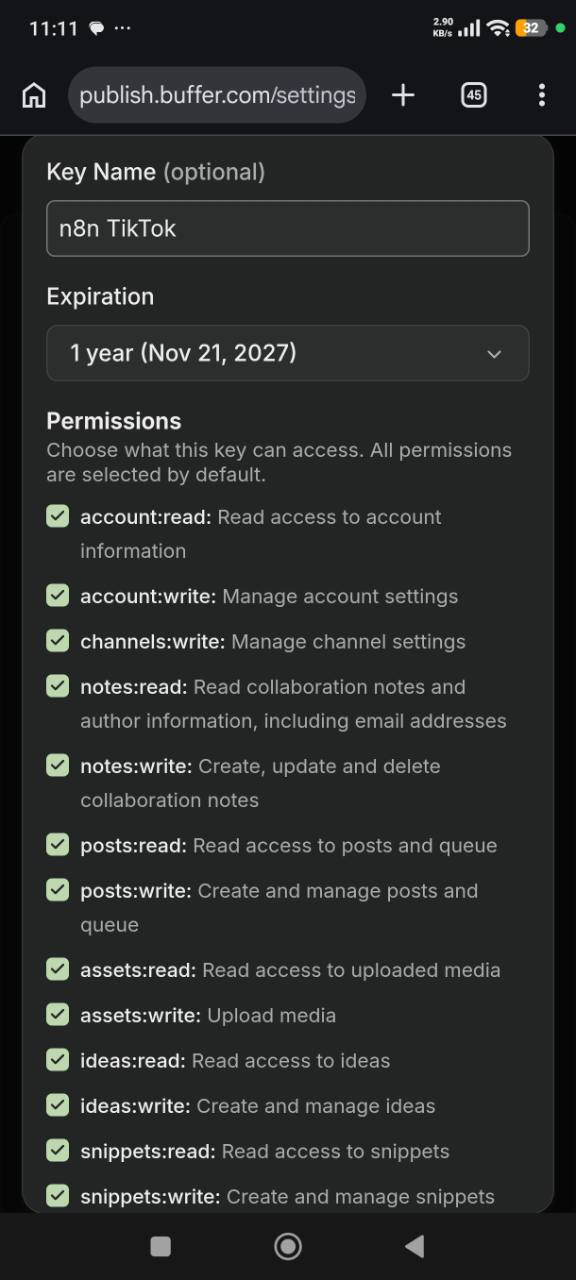 11:11
2.90
KB/s
32
publish.buffer.com/settings
45
Key Name (optional)
n8n TikTok
Expiration
1 year (Nov 21, 2027)
Permissions
Choose what this key can access. All permissions
are selected by default.
account:read: Read access to account
information
account:write: Manage account settings
channels:write: Manage channel settings
notes:read: Read collaboration notes and
author information, including email addresses
notes:write: Create, update and delete
collaboration notes
posts:read: Read access to posts and queue
posts:write: Create and manage posts and
queue
assets:read: Read access to uploaded media
assets:write: Upload media
ideas:read: Read access to ideas
ideas:write: Create and manage ideas
snippets:read: Read access to snippets
snippets:write: Create and manage snippets